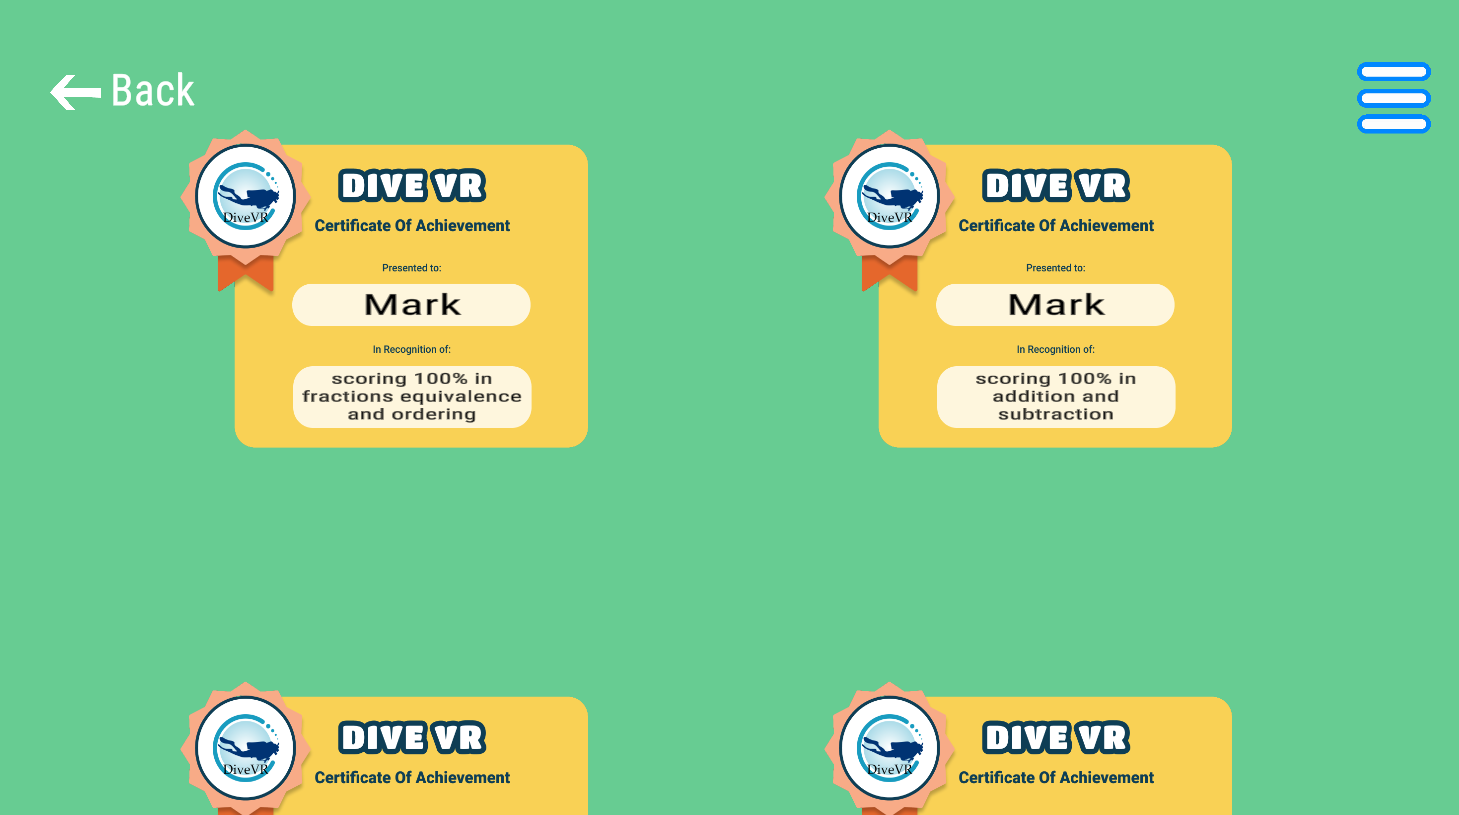 Back
DiveVR
DIVE VR
Certificate Of Achievement
Presented to:
Mark
In Recognition of:
scoring 100% in
fractions equivalence
and ordering
DiveVR
DIVE VR
Certificate Of Achievement
Presented to:
Mark
In Recognition of:
scoring 100% in
addition and
subtraction
DiveVR
DIVE VR
Certificate Of Achievement
DiveVR
DIVE VR
Certificate Of Achievement